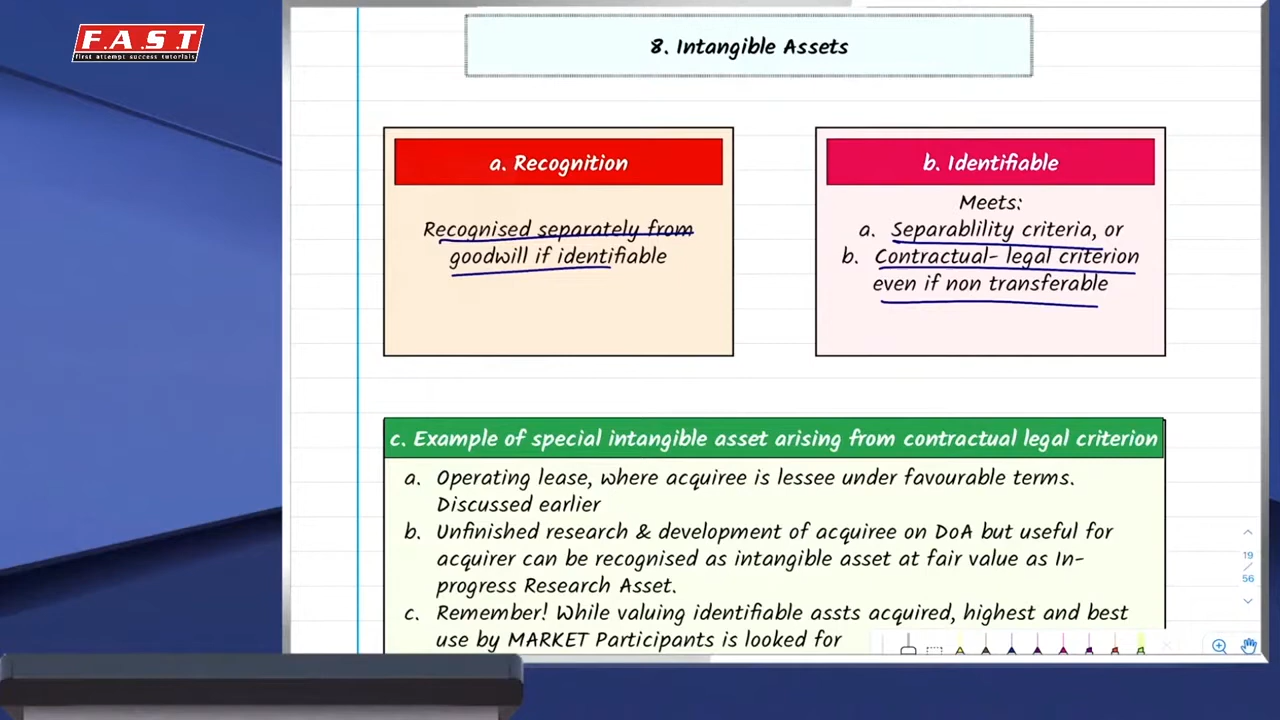 F.A.S.T
first attempt success tutorials
8. Intangible Assets
a. Recognition
Recognised separately from
goodwill if identifiable
b. Identifiable
Meets:
a. Separablility criteria, or
b. Contractual- legal criterion
even if non transferable
c. Example of special intangible asset arising from contractual legal criterion
a. Operating lease, where acquiree is lessee under favourable terms.
Discussed earlier
b. Unfinished research & development of acquiree on DoA but useful for
acquirer can be recognised as intangible asset at fair value as In-
progress Research Asset.
c. Remember! While valuing identifiable assts acquired, highest and best
use by MARKET Participants is looked for
19
/
56